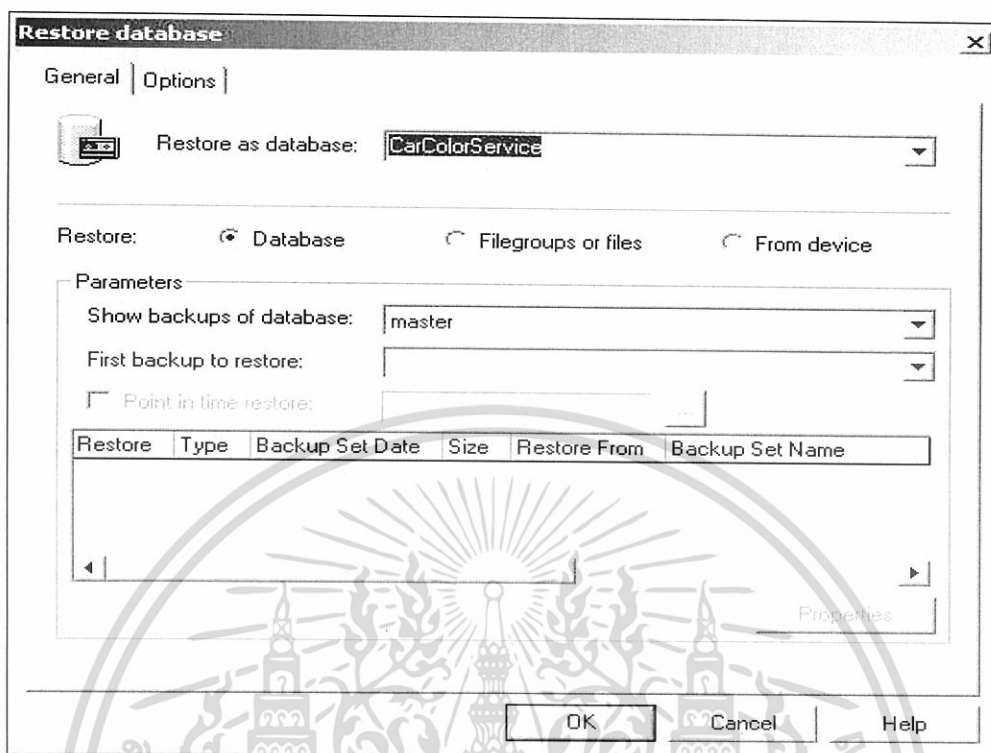 Restore database
General Options
Restore as database: CarColorService
Restore: Database Filegroups or files From device
Parameters
Show backups of database: master
First backup to restore:
Point in time restore: ...
Restore Type Backup Set Date Size Restore From Backup Set Name
Properties
OK Cancel Help